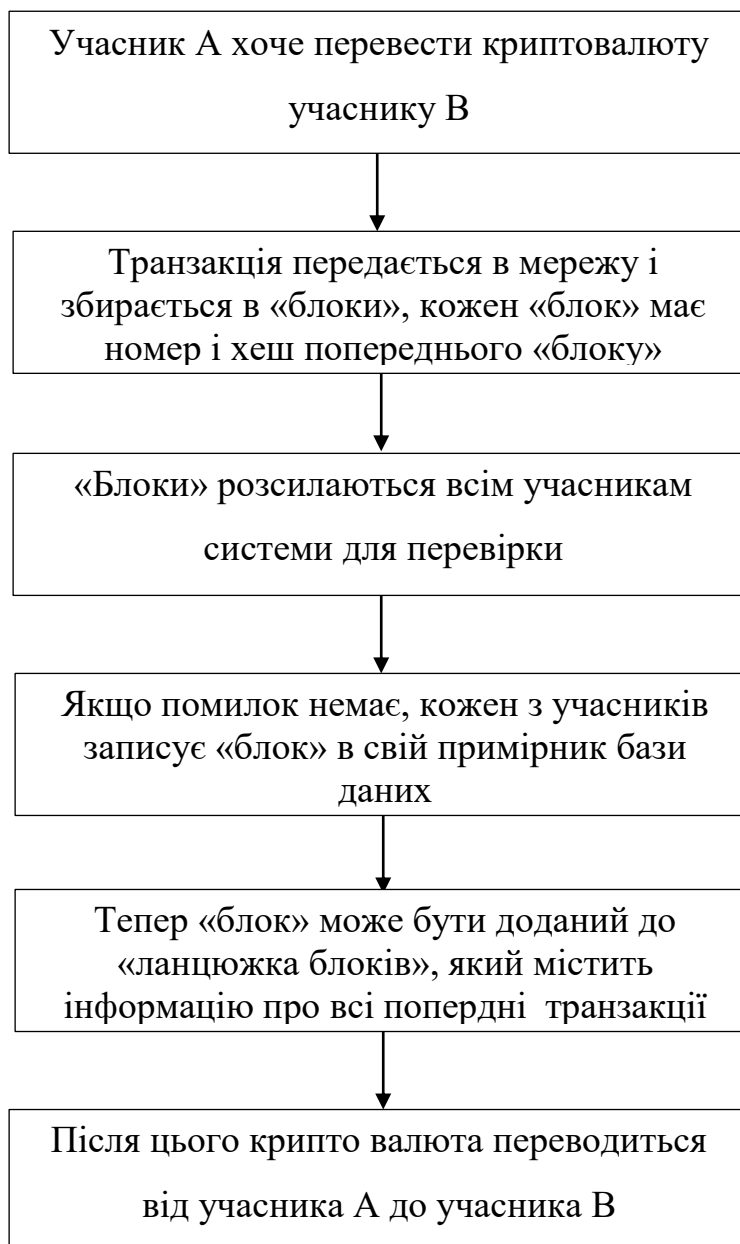 Учасник А хоче перевести криптовалюту
учаснику В
Транзакція передається в мережу і
збирається в «блоки», кожен «блок» має
номер і хеш попереднього «блоку»
«Блоки» розсилаються всім учасникам
системи для перевірки
Якщо помилок немає, кожен з учасників
записує «блок» в свій примірник бази
даних
Тепер «блок» може бути доданий до
«ланцюжка блоків», який містить
інформацію про всі попердні транзакції
Після цього крипто валюта переводиться
від учасника А до учасника В